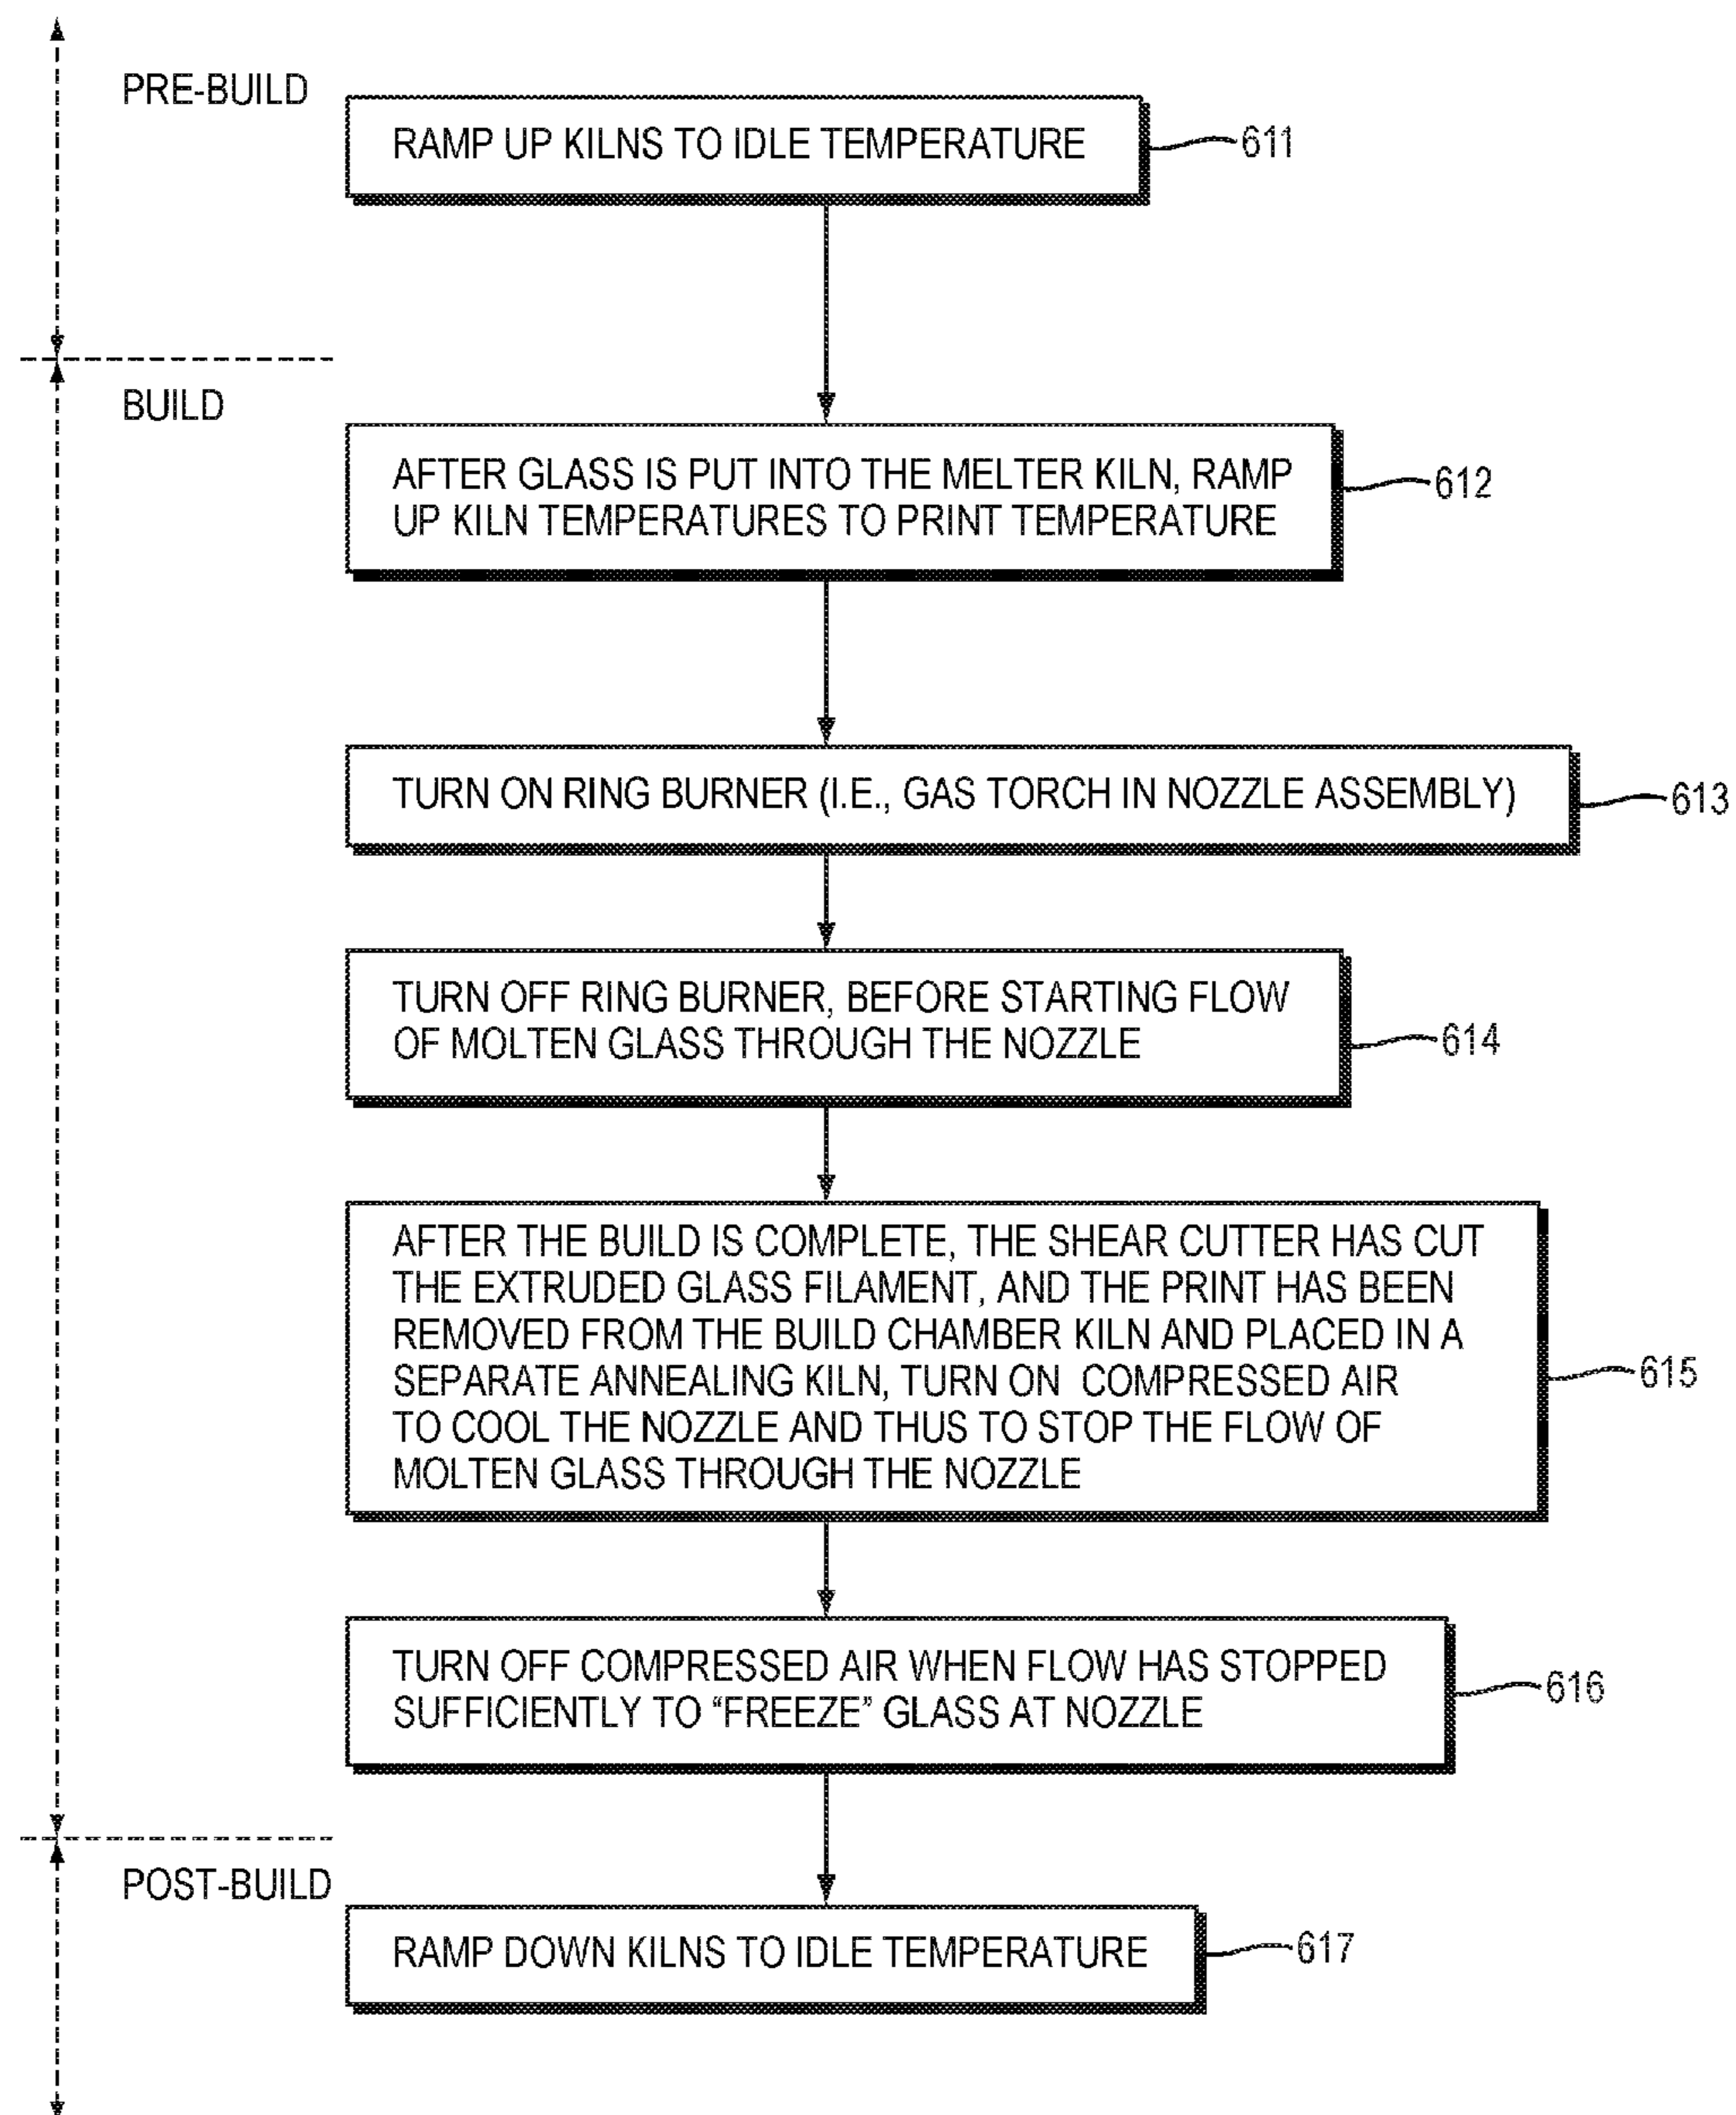 PRE-BUILD
RAMP UP KILNS TO IDLE TEMPERATURE
611
BUILD
AFTER GLASS IS PUT INTO THE MELTER KILN, RAMP
UP KILN TEMPERATURES TO PRINT TEMPERATURE
612
TURN ON RING BURNER (I.E., GAS TORCH IN NOZZLE ASSEMBLY)
613
TURN OFF RING BURNER, BEFORE STARTING FLOW
OF MOLTEN GLASS THROUGH THE NOZZLE
614
AFTER THE BUILD IS COMPLETE, THE SHEAR CUTTER HAS CUT
THE EXTRUDED GLASS FILAMENT, AND THE PRINT HAS BEEN
REMOVED FROM THE BUILD CHAMBER KILN AND PLACED IN A
SEPARATE ANNEALING KILN, TURN ON COMPRESSED AIR
TO COOL THE NOZZLE AND THUS TO STOP THE FLOW OF
MOLTEN GLASS THROUGH THE NOZZLE
615
TURN OFF COMPRESSED AIR WHEN FLOW HAS STOPPED
SUFFICIENTLY TO “FREEZE” GLASS AT NOZZLE
616
POST-BUILD
RAMP DOWN KILNS TO IDLE TEMPERATURE
617